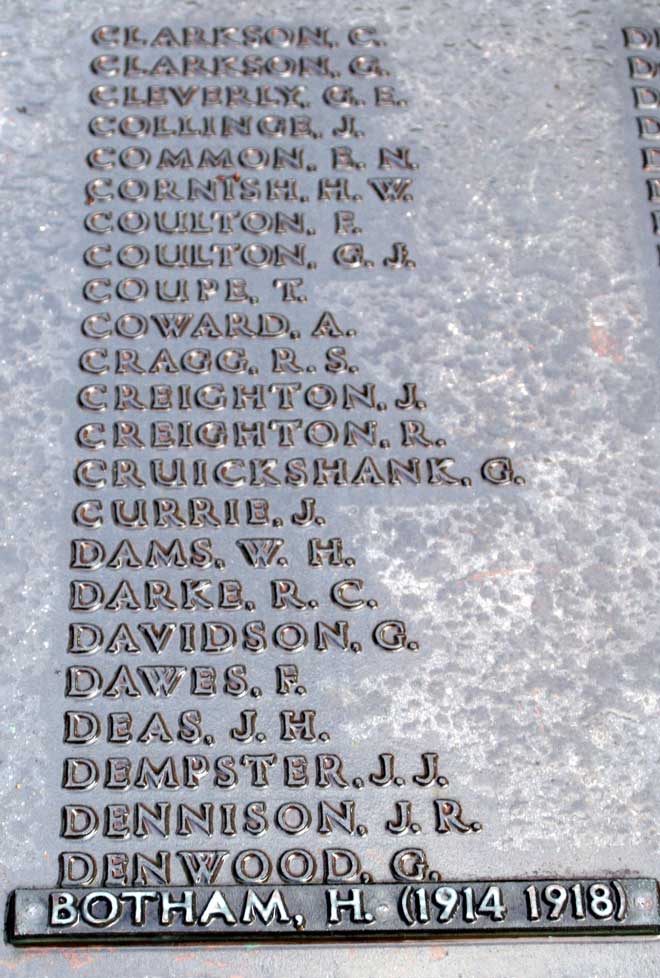 CLARKSON, C.
CLARKSON, G.
CLEVERLY, G. E.
COLLINGE, J.
COMMON, E. N.
CORNISH, H. W.
COULTON, F.
COULTON, G. J.
COUPE, T.
COWARD, A.
CRAGG, R. S.
CREIGHTON, J.
CREIGHTON, R.
CRUICKSHANK, G.
CURRIE, J.
DAMS, W. H.
DARKE, R. C.
DAVIDSON, G.
DAWES, F.
DEAS, J. H.
DEMPSTER, J. J.
DENNISON, J. R.
DENWOOD, G.
BOTHAM, H. (1914 1918)